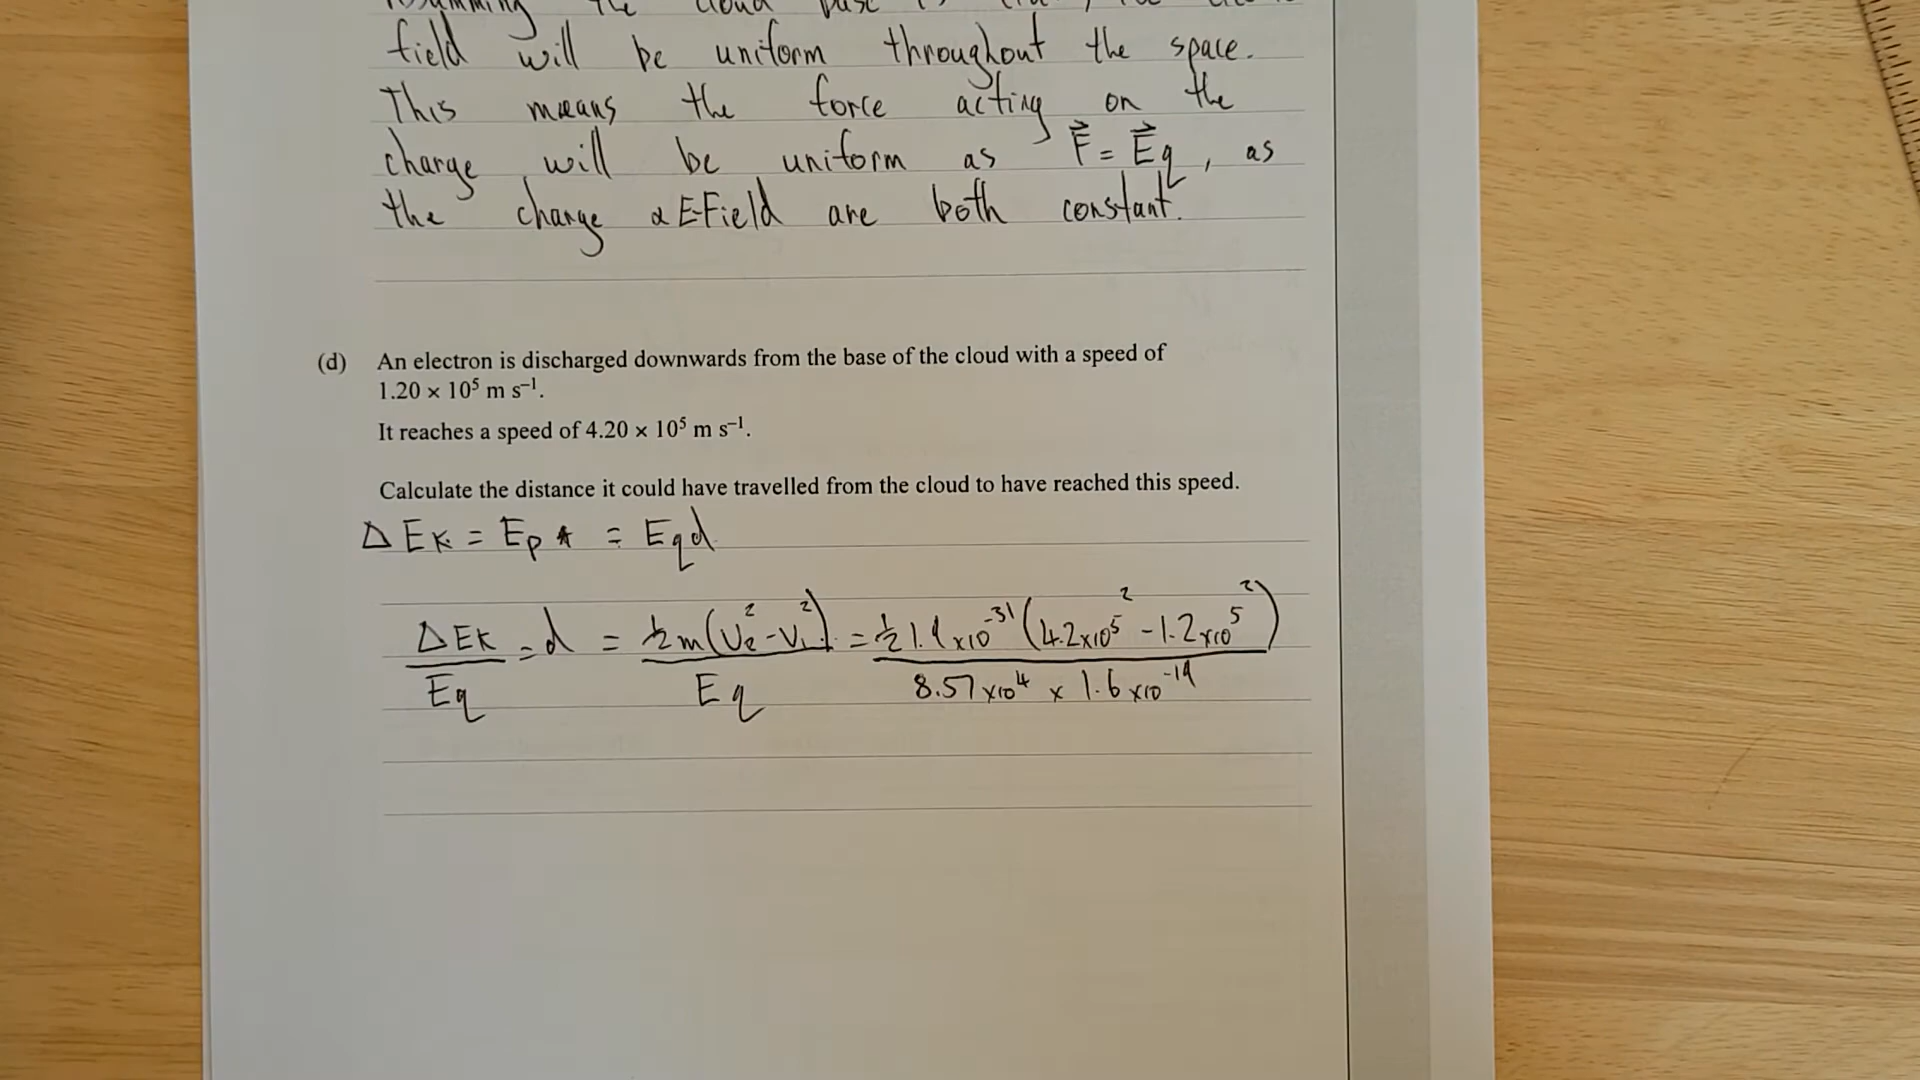 field will be uniform throughout the space.
This means the force acting on the
charge will be uniform as F⃗ = E⃗q, as
the charge & E-Field are both constant.
(d) An electron is discharged downwards from the base of the cloud with a speed of
1.20 × 10⁵ m s⁻¹.
It reaches a speed of 4.20 × 10⁵ m s⁻¹.
Calculate the distance it could have travelled from the cloud to have reached this speed.
ΔEK = Ep = Eqd
ΔEK/Eq = d = ½m(V₂² - V₁²)/Eq = ½ 1.9×10⁻³¹ (4.2×10⁵² - 1.2×10⁵²)/8.57×10⁴ × 1.6×10⁻¹⁹